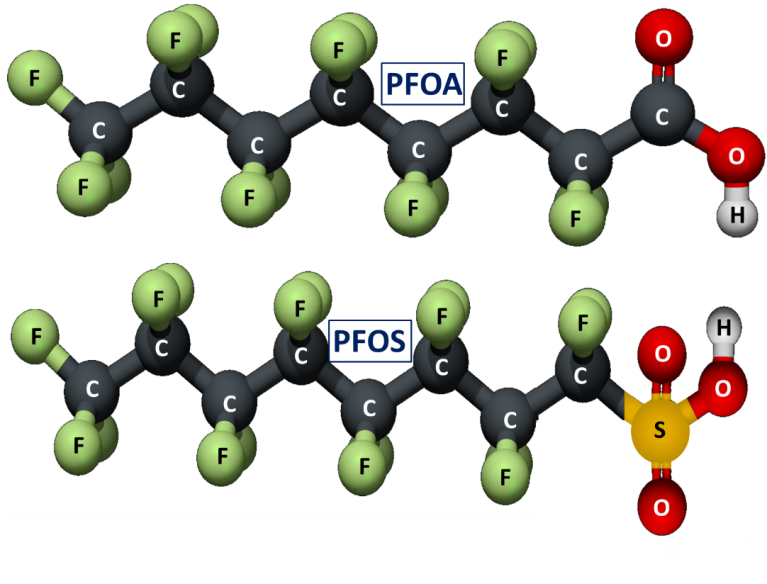 F F F F O
C C C C C C C C
PFOA
F F F F O
H
F F F F F H
C C C C C C C C
PFOS
F F F F O O
S
O